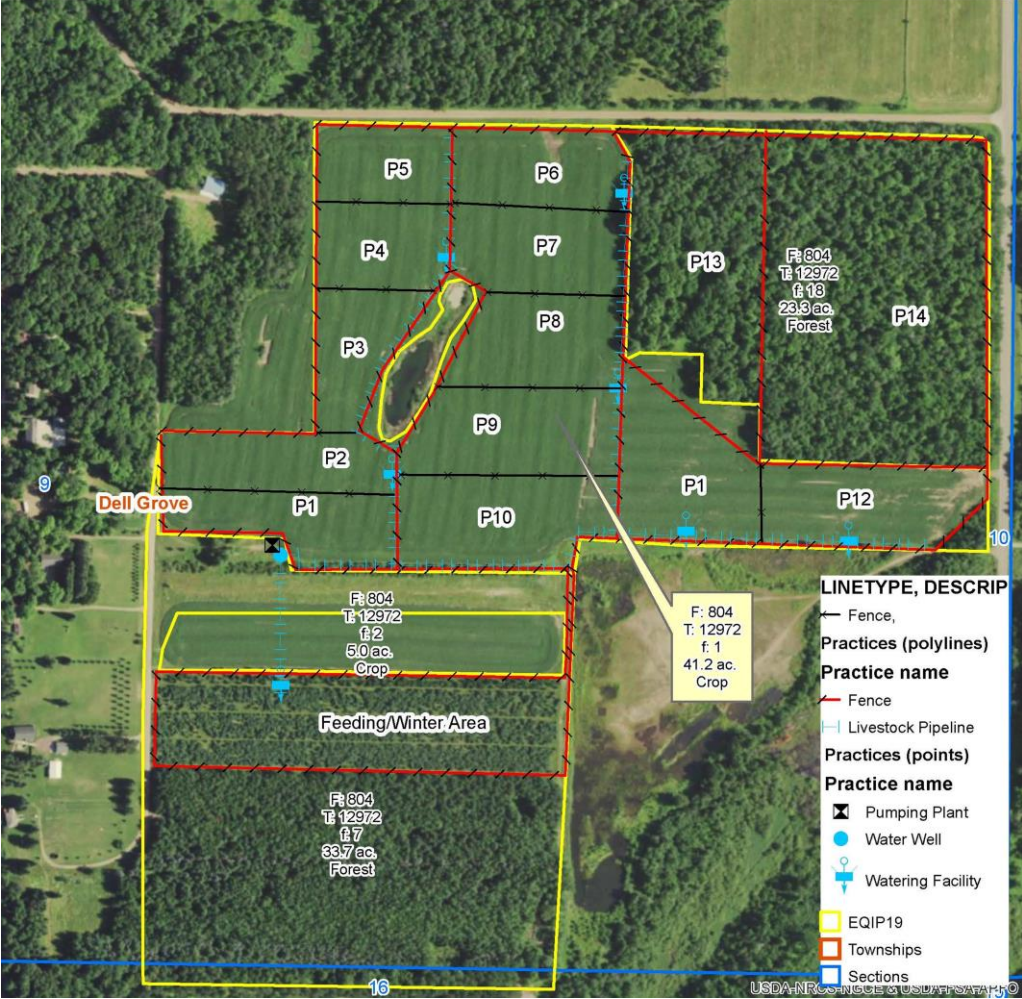 P5
P6
P4
P7
P13
F: 804
T: 12972
f: 18
23.3 ac.
Forest
P14
P3
P8
P9
P2
9
Dell Grove
P1
P10
P1
P12
10
F: 804
T: 12972
f: 2
5.0 ac.
Crop
F: 804
T: 12972
f: 1
41.2 ac.
Crop
Feeding/Winter Area
F: 804
T: 12972
f: 7
33.7 ac.
Forest
16
LINETYPE, DESCRIP
Fence,
Practices (polylines)
Practice name
Fence
Livestock Pipeline
Practices (points)
Practice name
Pumping Plant
Water Well
Watering Facility
EQIP19
Townships
Sections
USDA-NRCS-NGCE & USDA-FSA-APFO